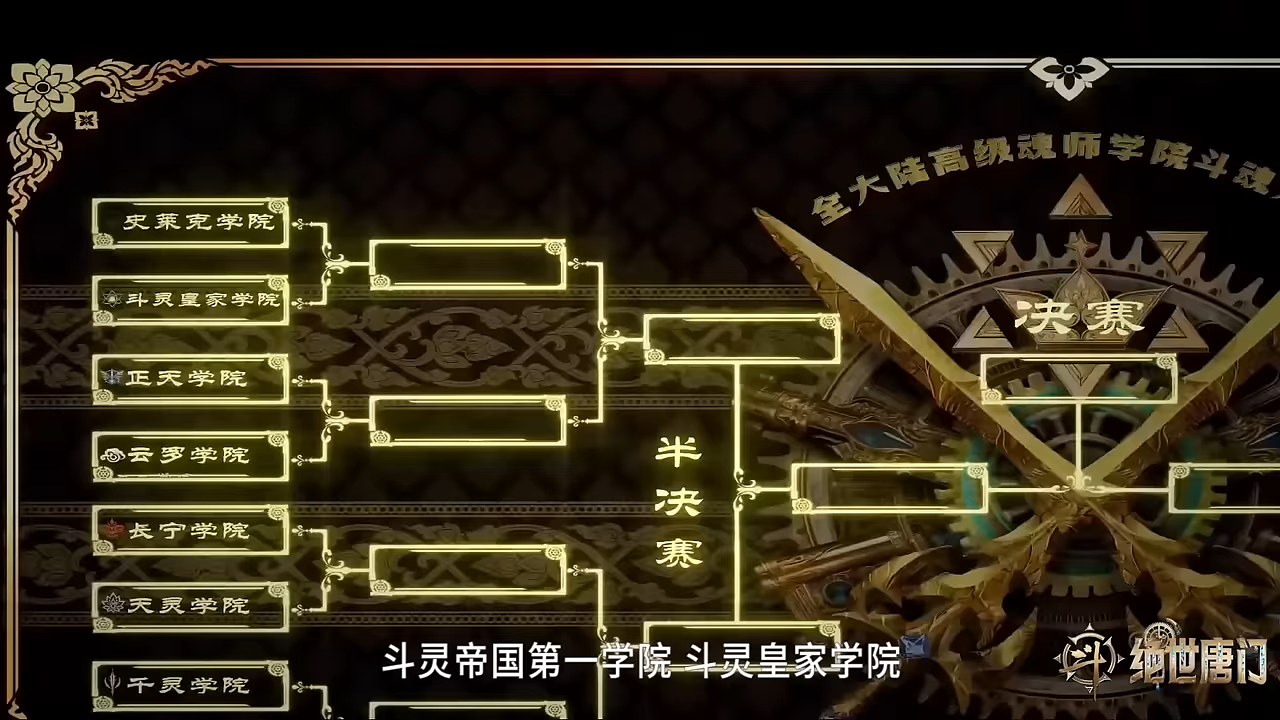 全大陆高级魂师学院斗魂
史莱克学院
斗灵皇家学院
正天学院
云罗学院
长宁学院
天灵学院
千灵学院
决赛
半决赛
斗灵帝国第一学院 斗灵皇家学院
斗
绝世唐门